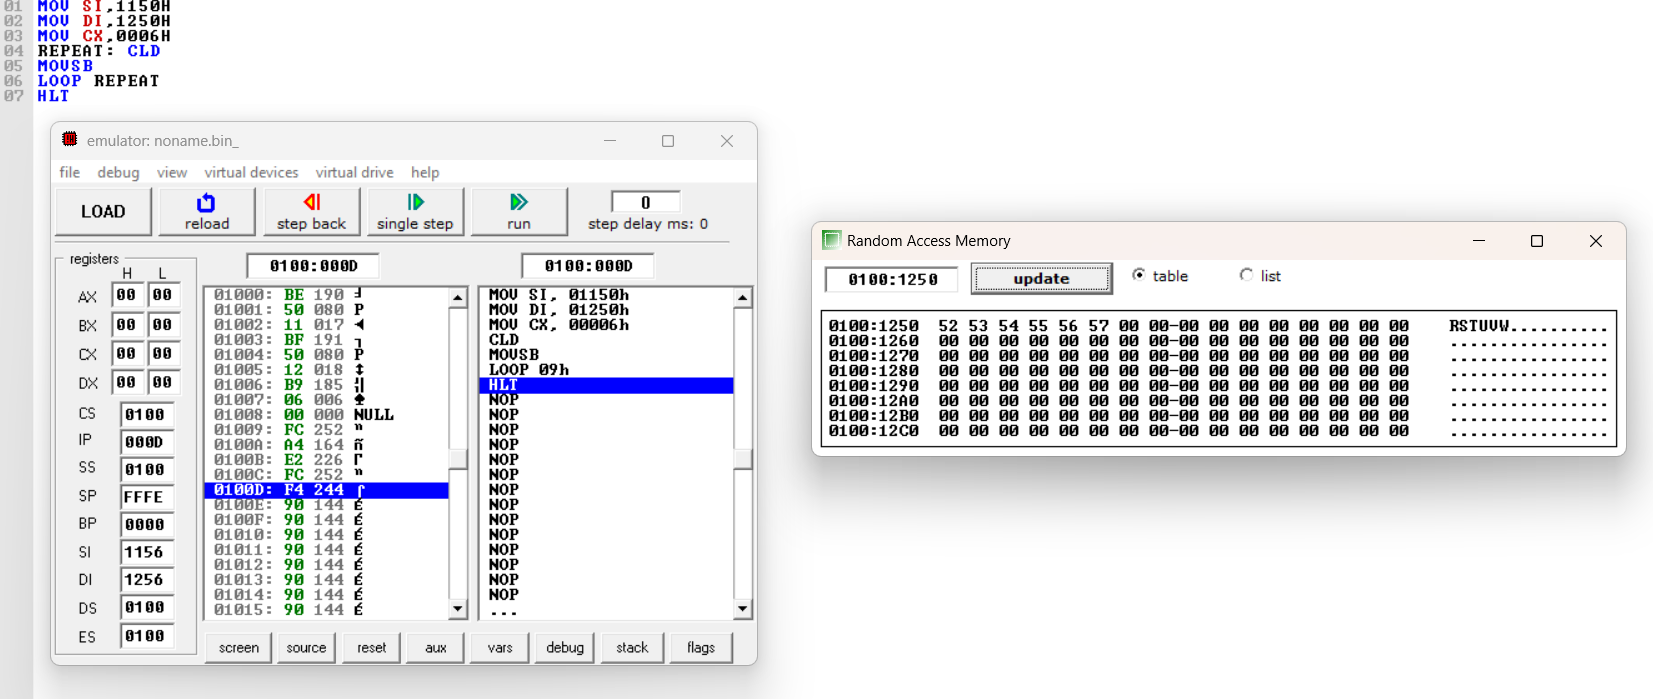 01 MOV SI,1150H
02 MOV DI,1250H
03 MOV CX,0006H
04 REPEAT: CLD
05 MOVSB
06 LOOP REPEAT
07 HLT
emulator: noname.bin_
file debug view virtual devices virtual drive help
LOAD reload step back single step run 0
step delay ms: 0
registers
H L
AX 00 00
BX 00 00
CX 00 00
DX 00 00
CS 0100
IP 000D
SS 0100
SP FFFE
BP 0000
SI 1156
DI 1256
DS 0100
ES 0100
0100:000D
01000: BE 190 ╛
01001: 50 080 P
01002: 11 017 ◄
01003: BF 191 ┐
01004: 50 080 P
01005: 12 018 ↕
01006: B9 185 ╣
01007: 06 006 ♠
01008: 00 000 NULL
01009: FC 252 ⁿ
0100A: A4 164 ñ
0100B: E2 226 Γ
0100C: FC 252 ⁿ
0100D: F4 244 ⌠
0100E: 90 144 É
0100F: 90 144 É
01010: 90 144 É
01011: 90 144 É
01012: 90 144 É
01013: 90 144 É
01014: 90 144 É
01015: 90 144 É
0100:000D
MOV SI, 01150h
MOV DI, 01250h
MOV CX, 00006h
CLD
MOVSB
LOOP 09h
HLT
NOP
NOP
NOP
NOP
NOP
NOP
NOP
NOP
NOP
NOP
NOP
NOP
NOP
NOP
...
screen source reset aux vars debug stack flags
Random Access Memory
0100:1250 update table list
0100:1250 52 53 54 55 56 57 00 00-00 00 00 00 00 00 00 00 RSTUVW..........
0100:1260 00 00 00 00 00 00 00 00-00 00 00 00 00 00 00 00 ................
0100:1270 00 00 00 00 00 00 00 00-00 00 00 00 00 00 00 00 ................
0100:1280 00 00 00 00 00 00 00 00-00 00 00 00 00 00 00 00 ................
0100:1290 00 00 00 00 00 00 00 00-00 00 00 00 00 00 00 00 ................
0100:12A0 00 00 00 00 00 00 00 00-00 00 00 00 00 00 00 00 ................
0100:12B0 00 00 00 00 00 00 00 00-00 00 00 00 00 00 00 00 ................
0100:12C0 00 00 00 00 00 00 00 00-00 00 00 00 00 00 00 00 ................